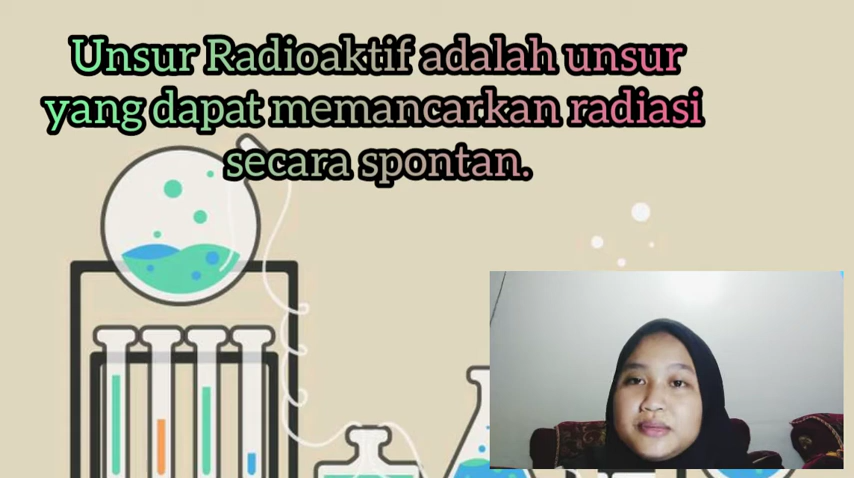 Unsur Radioaktif adalah unsur
yang dapat memancarkan radiasi
secara spontan.